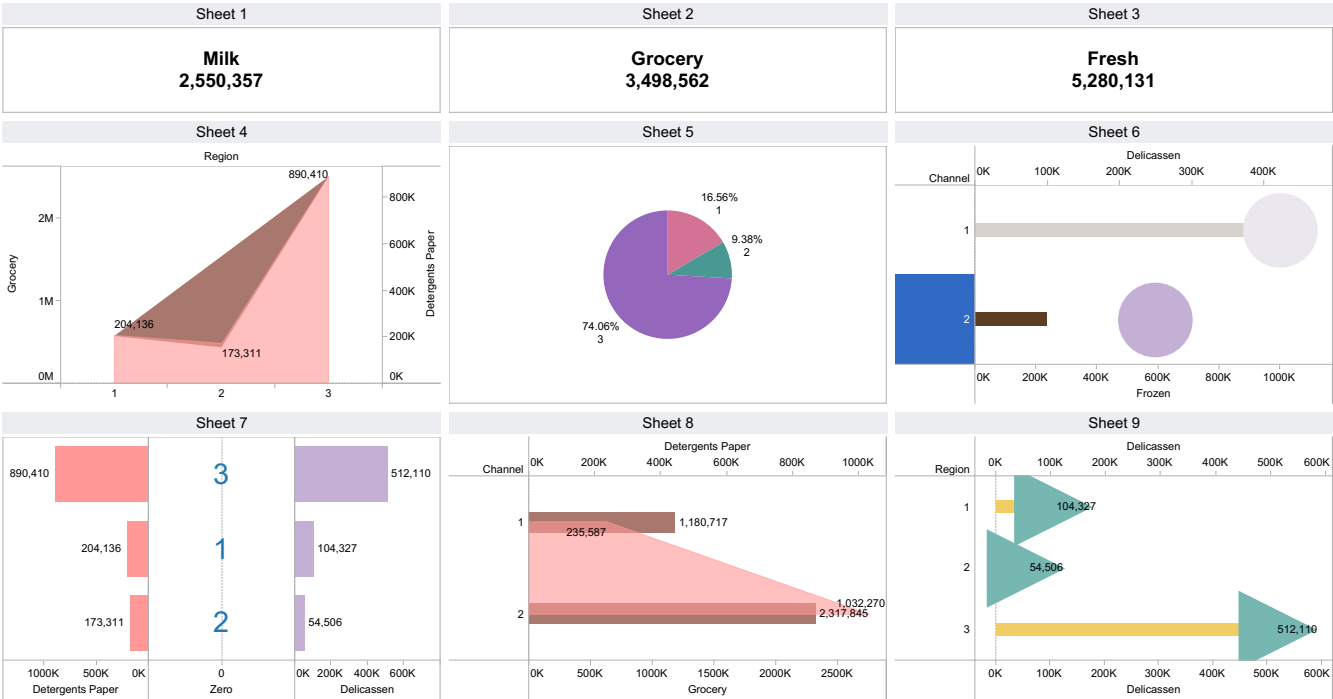 Sheet 1
Milk
2,550,357
Sheet 2
Grocery
3,498,562
Sheet 3
Fresh
5,280,131
Sheet 4
Region
890,410
2M
1M
0M
Grocery
204,136
173,311
800K
600K
400K
200K
0K
Detergents Paper
1 2 3
Sheet 5
16.56%
1
9.38%
2
74.06%
3
Sheet 6
Delicassen
Channel 0K 100K 200K 300K 400K
1
2
0K 200K 400K 600K 800K 1000K
Frozen
Sheet 7
890,410 3 512,110
204,136 1 104,327
173,311 2 54,506
1000K 500K 0K 0 0K 200K 400K 600K
Detergents Paper Zero Delicassen
Sheet 8
Detergents Paper
Channel 0K 200K 400K 600K 800K 1000K
1 1,180,717
235,587
1,032,270
2 2,317,845
0K 500K 1000K 1500K 2000K 2500K
Grocery
Sheet 9
Delicassen
Region 0K 100K 200K 300K 400K 500K 600K
1 104,327
2 54,506
3 512,110
0K 100K 200K 300K 400K 500K 600K
Delicassen